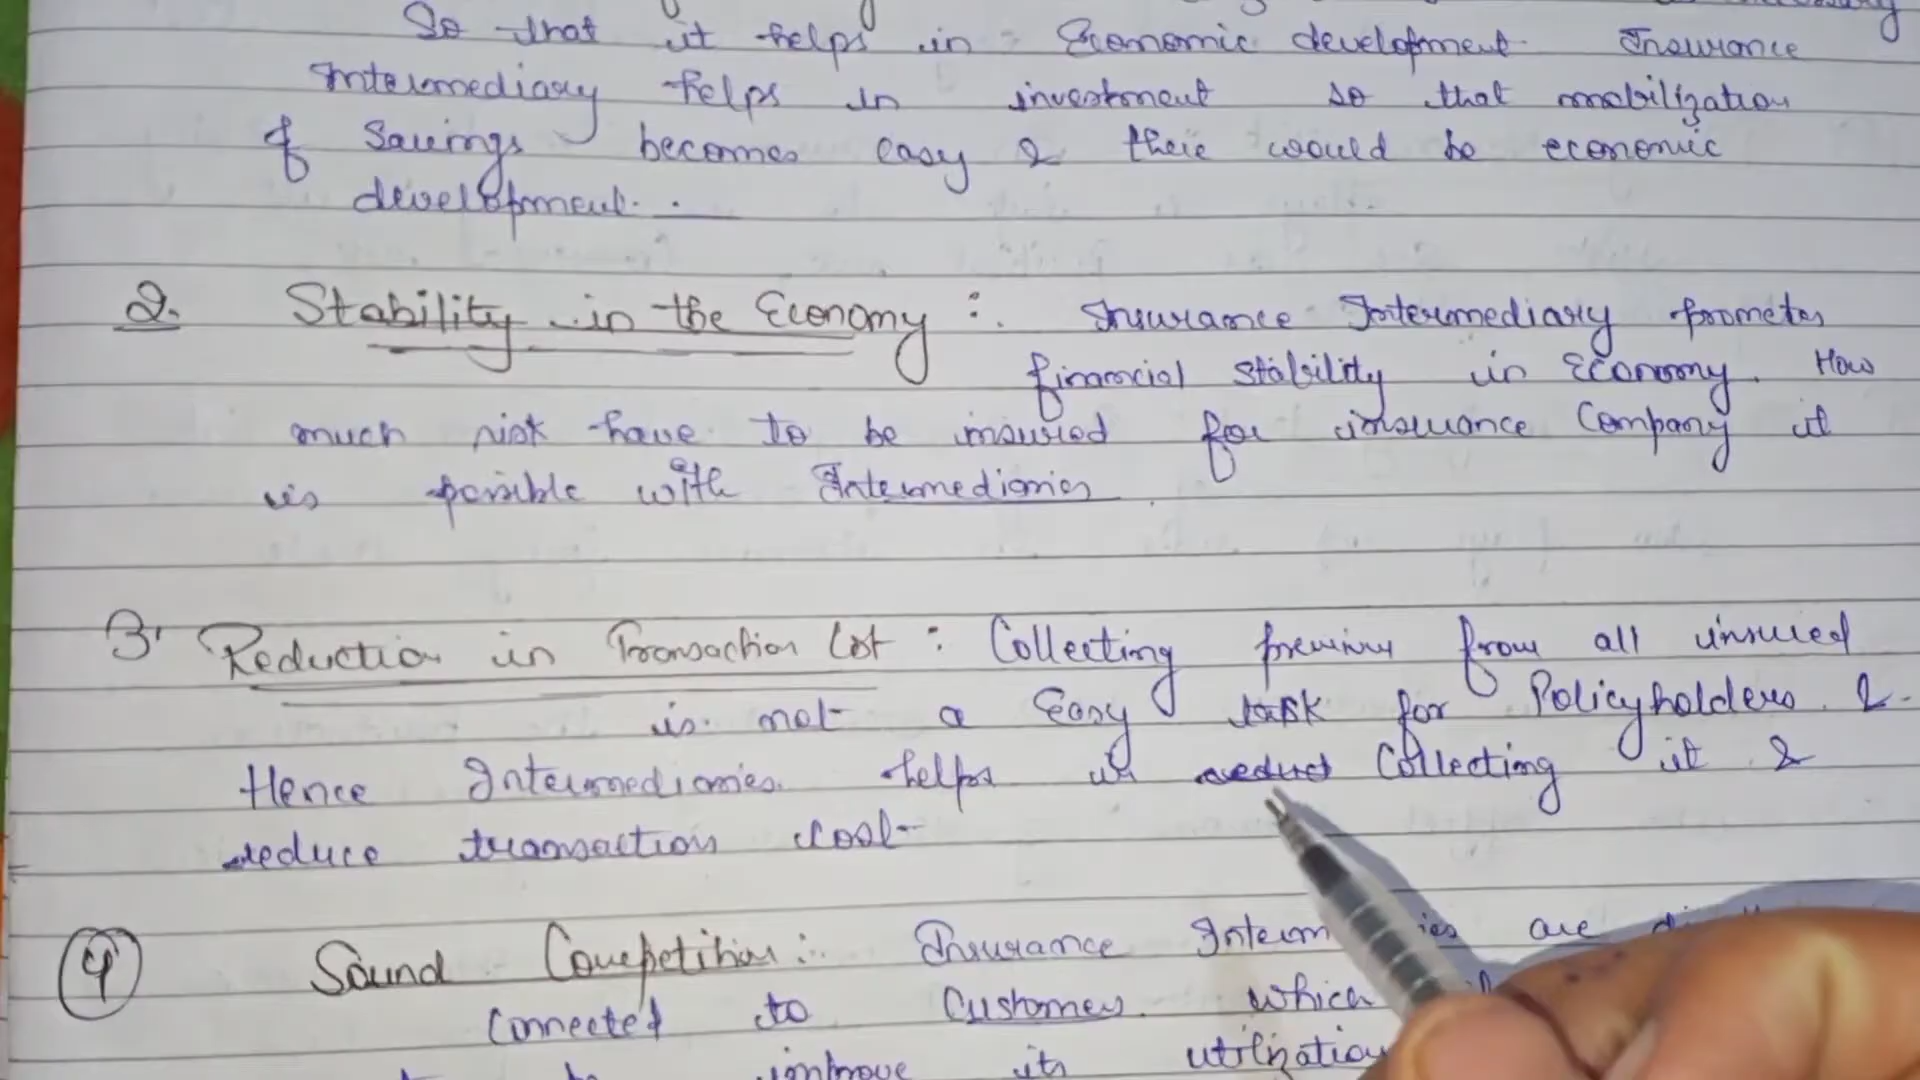 So that it helps in Economic development. Insurance
Intermediary helps in investment so that mobilization
of Savings becomes easy & their would be economic
development.
2. Stability in the Economy :- Insurance Intermediary promotes
financial stability in Economy. How
much risk have to be insured for insurance Company it
is possible with Intermediaries.
3. Reduction in Transaction Cost : Collecting premium from all insured
is not a Easy task for Policyholders &
Hence Intermediaries helps in reduct Collecting it &
reduce transaction cost
4 Sound Competition :- Insurance are
connected to Customers which
improve its utilization